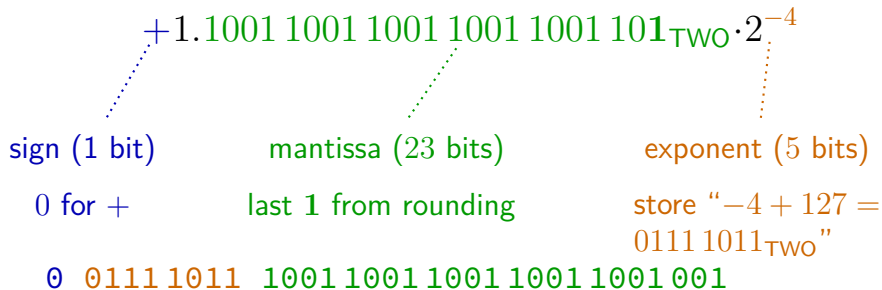 +1.1001 1001 1001 1001 1001 101TWO·2−4
sign (1 bit) mantissa (23 bits) exponent (5 bits)
0 for + last 1 from rounding store “−4 + 127 =
0111 1011TWO”
0 0111 1011 1001 1001 1001 1001 1001 001